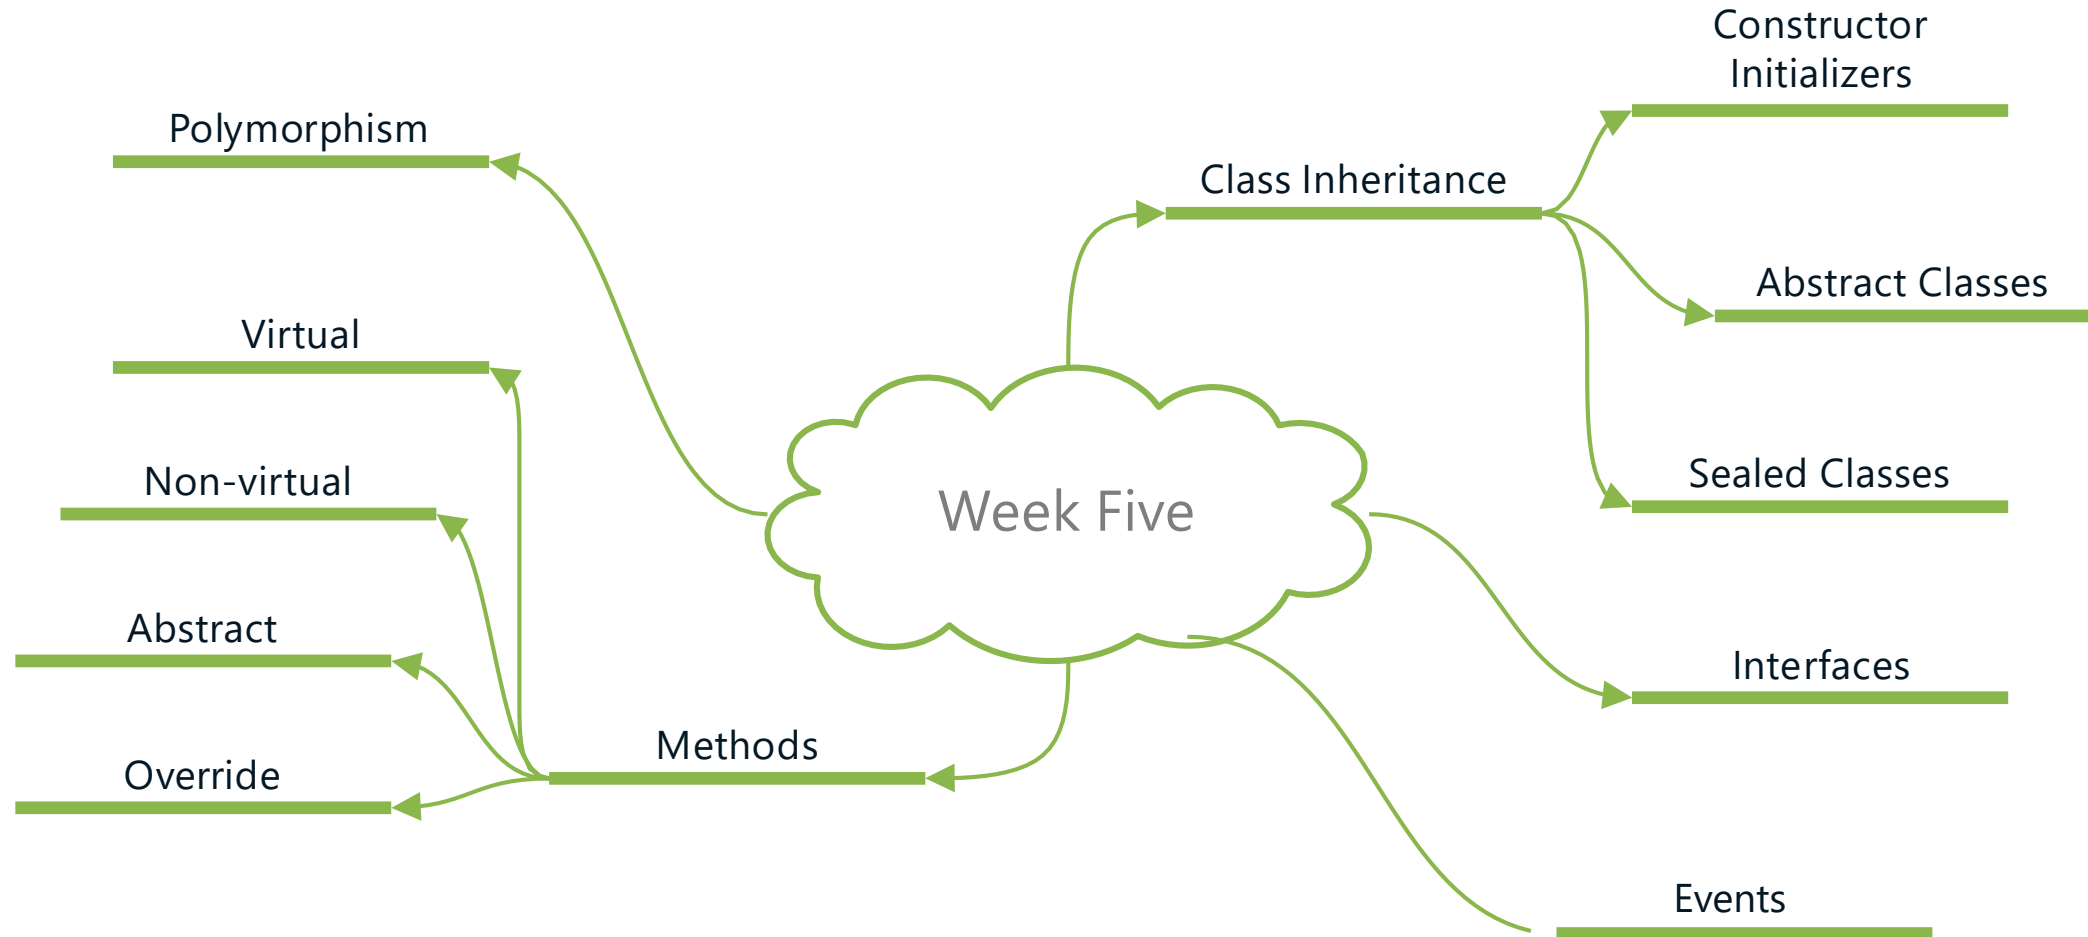 Constructor
Initializers
Polymorphism
Class Inheritance
Abstract Classes
Virtual
Non-virtual
Sealed Classes
Week Five
Abstract
Interfaces
Methods
Override
Events